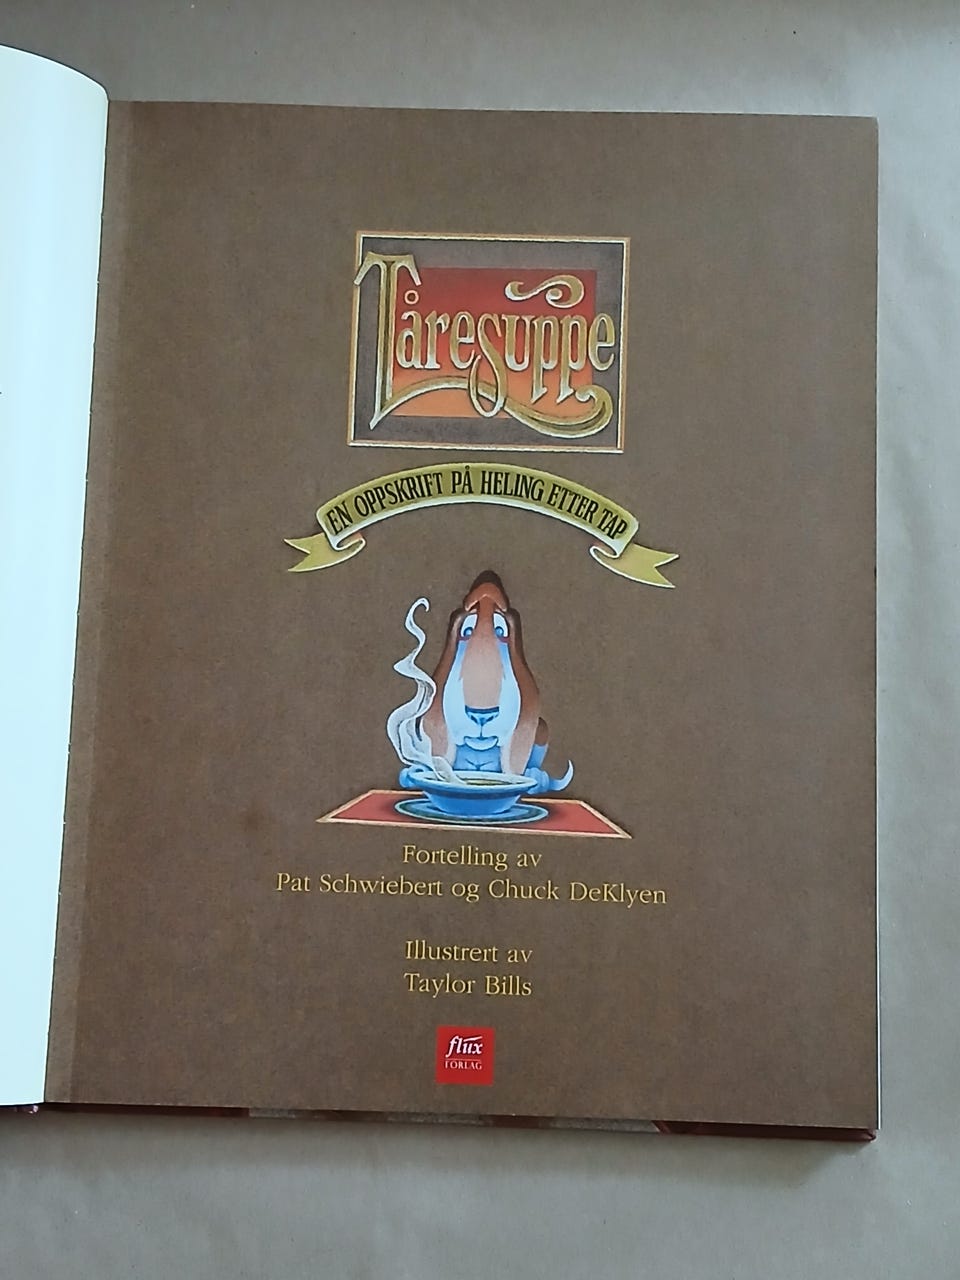 Tåresuppe
EN OPPSKRIFT PÅ HELING ETTER TAP
Fortelling av
Pat Schwiebert og Chuck DeKlyen
Illustrert av
Taylor Bills
flux
FORLAG